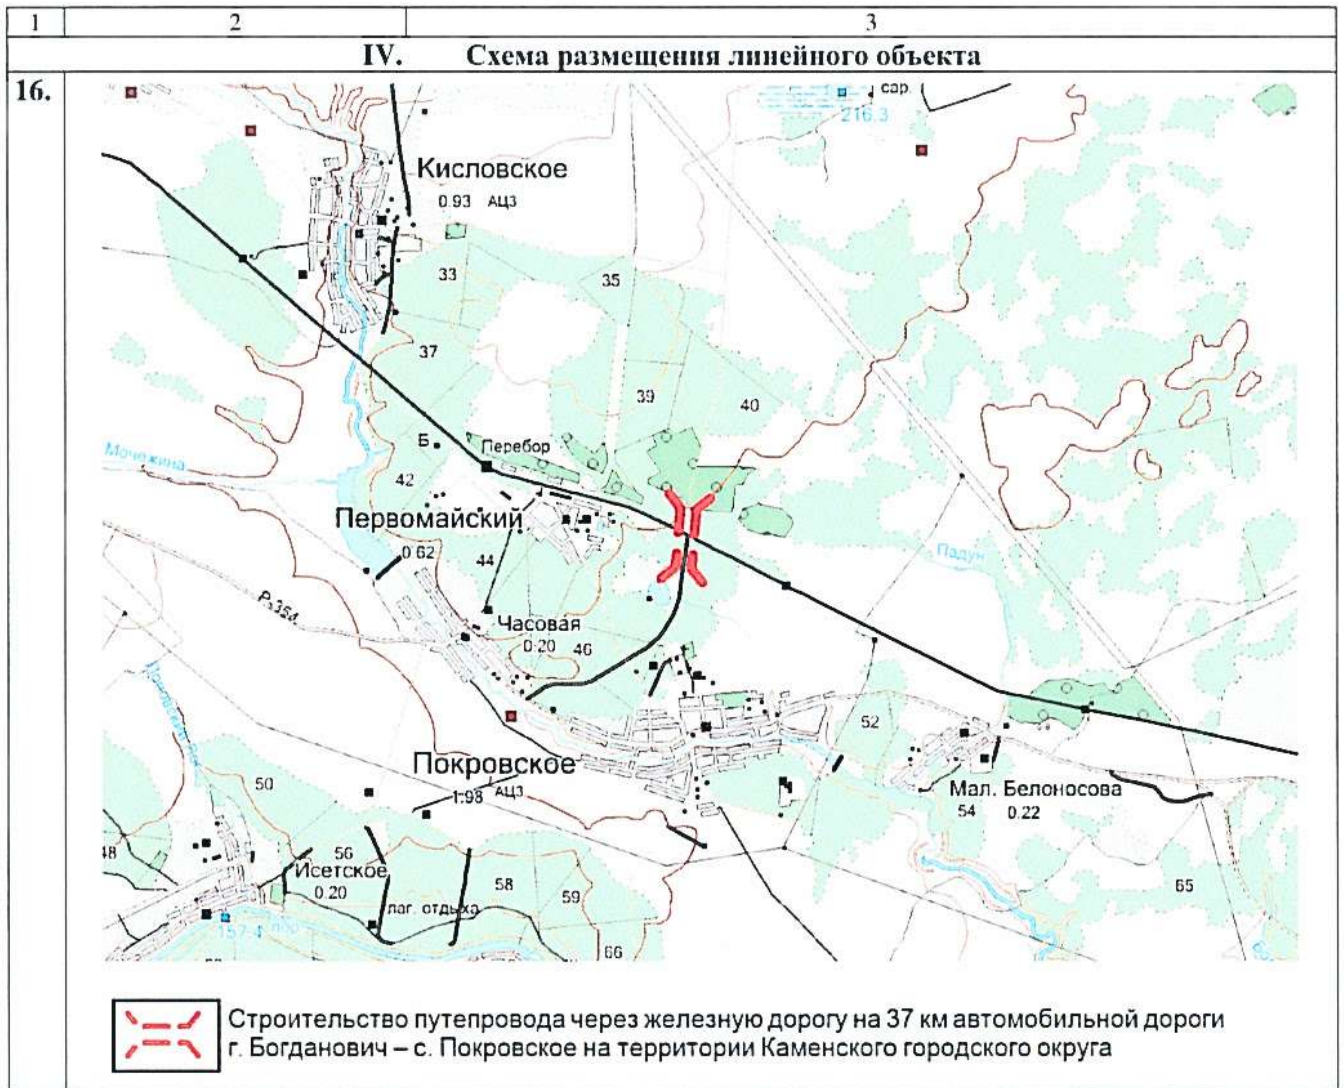 1 2 3
IV. Схема размещения линейного объекта
16.
сар.
216.3
Кисловское
0.93 АЦЗ
33
35
37
39
40
Б
Перебор
Мочежина
42
Первомайский
0.62
44
Падун
Р-354
Часовая
0.20 46
52
Покровское
1.98 АЦЗ
50
Мал. Белоносова
54 0.22
48
56
Исетское
0.20
58
59
65
лаг. отдыха
157.4
66
Строительство путепровода через железную дорогу на 37 км автомобильной дороги
г. Богданович – с. Покровское на территории Каменского городского округа